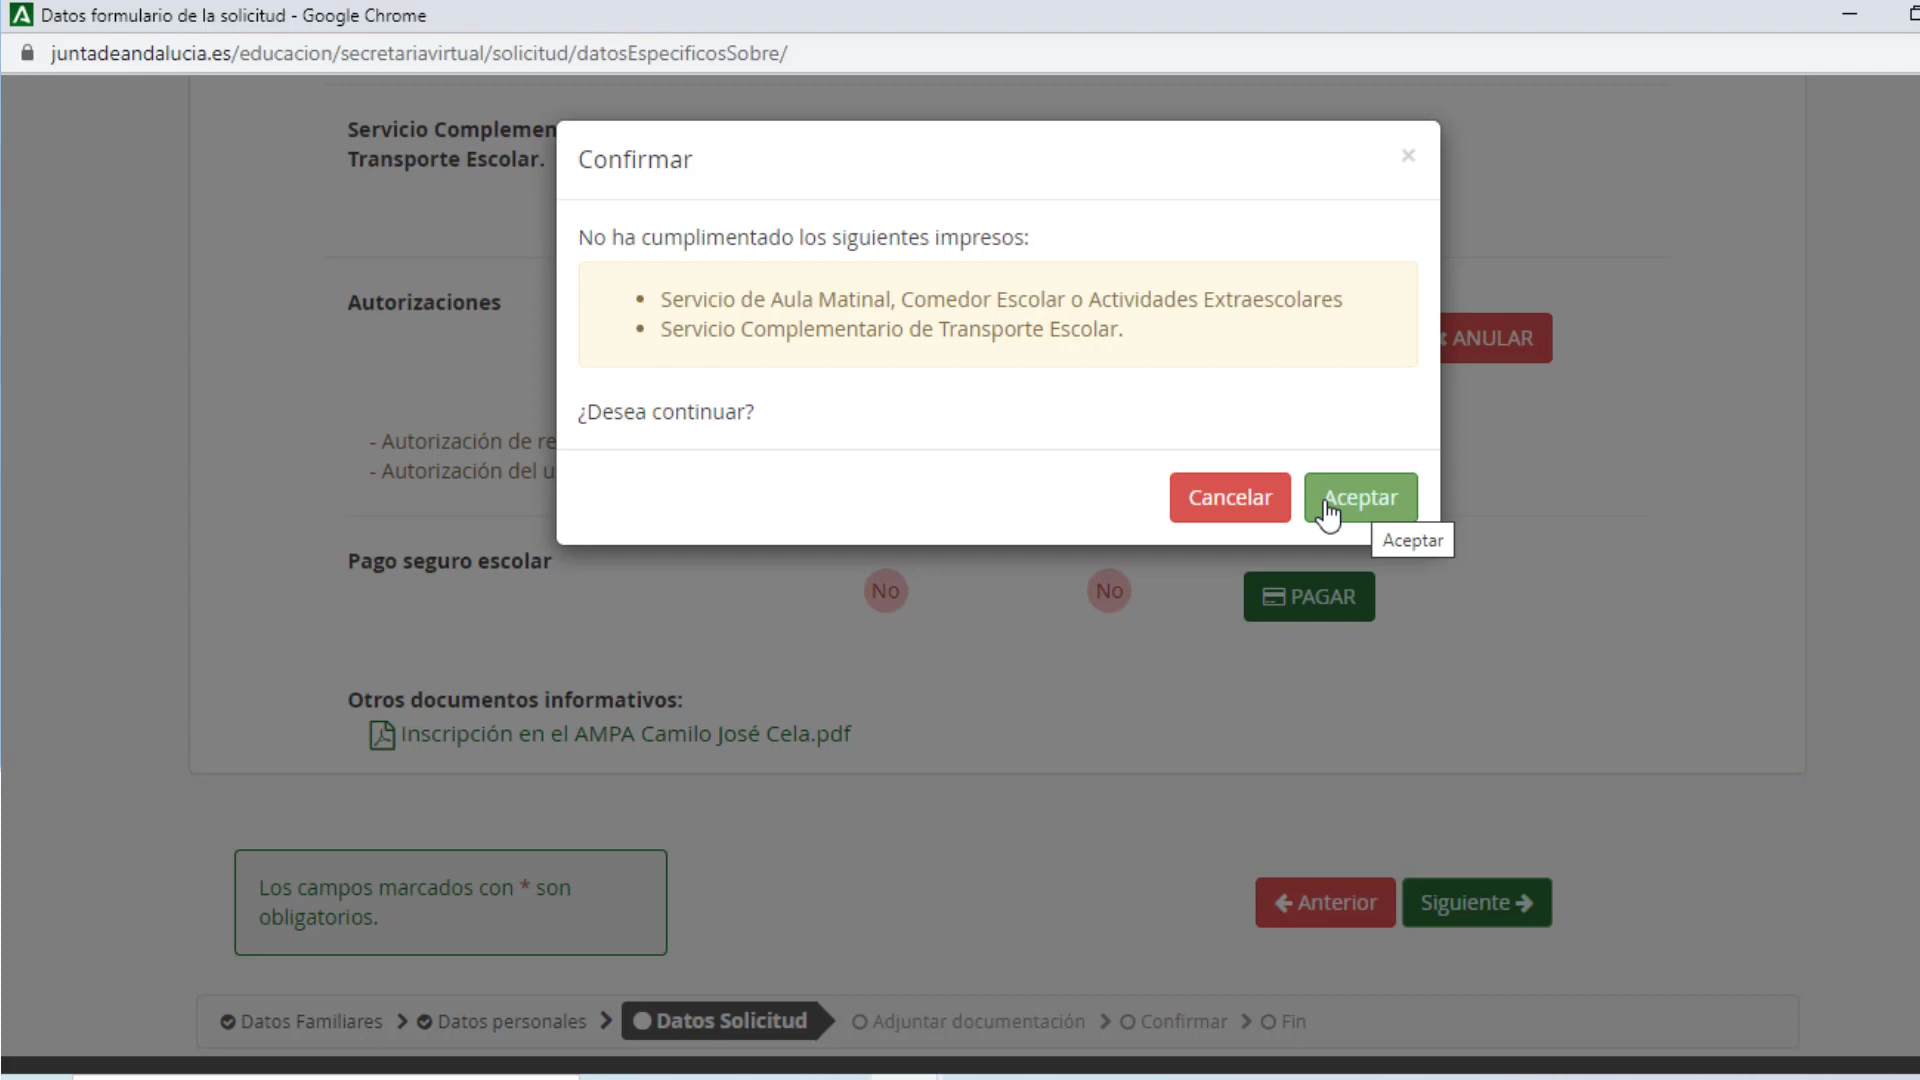 Datos formulario de la solicitud - Google Chrome
juntadeandalucia.es/educacion/secretariavirtual/solicitud/datosEspecificosSobre/
Servicio Complemen
Transporte Escolar.
Confirmar
×
No ha cumplimentado los siguientes impresos:
• Servicio de Aula Matinal, Comedor Escolar o Actividades Extraescolares
• Servicio Complementario de Transporte Escolar.
¿Desea continuar?
Cancelar
Aceptar
Aceptar
Autorizaciones
ANULAR
- Autorización de re
- Autorización del u
Pago seguro escolar
No
No
PAGAR
Otros documentos informativos:
Inscripción en el AMPA Camilo José Cela.pdf
Los campos marcados con * son
obligatorios.
Anterior
Siguiente
Datos Familiares Datos personales Datos Solicitud Adjuntar documentación Confirmar Fin